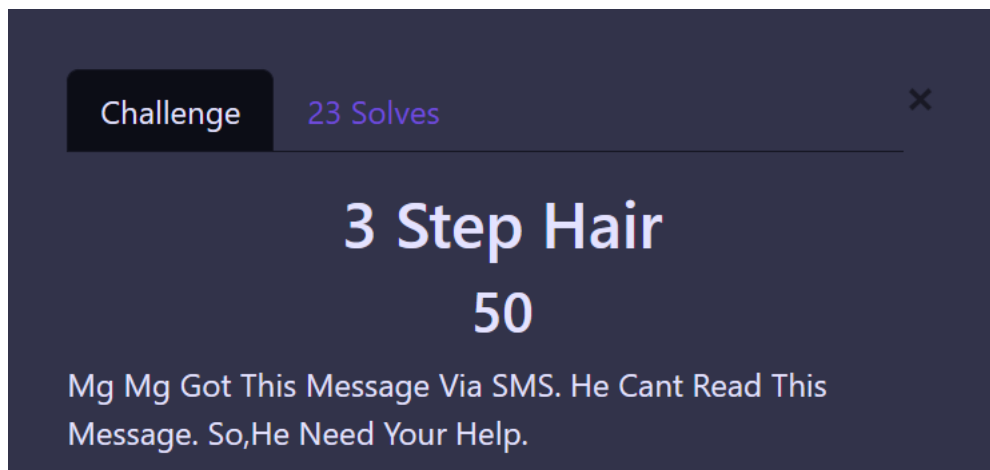 Challenge 23 Solves ×
3 Step Hair
50
Mg Mg Got This Message Via SMS. He Cant Read This
Message. So,He Need Your Help.